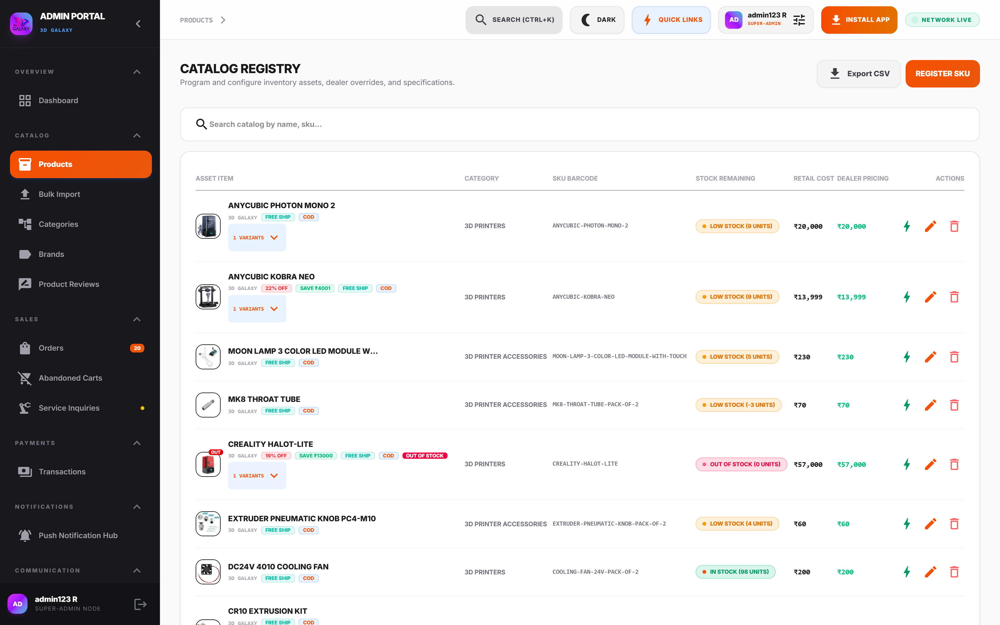 ADMIN PORTAL
3D GALAXY
OVERVIEW
Dashboard
CATALOG
Products
Bulk Import
Categories
Brands
Product Reviews
SALES
Orders 20
Abandoned Carts
Service Inquiries
PAYMENTS
Transactions
NOTIFICATIONS
Push Notification Hub
COMMUNICATION
AD admin123 R
SUPER-ADMIN NODE
PRODUCTS
SEARCH (CTRL+K)
DARK
QUICK LINKS
AD admin123 R
SUPER-ADMIN
INSTALL APP
NETWORK LIVE
CATALOG REGISTRY
Program and configure inventory assets, dealer overrides, and specifications.
Export CSV
REGISTER SKU
Search catalog by name, sku...
ASSET ITEM CATEGORY SKU BARCODE STOCK REMAINING RETAIL COST DEALER PRICING ACTIONS
ANYCUBIC PHOTON MONO 2
3D GALAXY FREE SHIP COD
1 VARIANTS
3D PRINTERS ANYCUBIC-PHOTON-MONO-2 LOW STOCK (9 UNITS) ₹20,000 ₹20,000
ANYCUBIC KOBRA NEO
3D GALAXY 22% OFF SAVE ₹4001 FREE SHIP COD
1 VARIANTS
3D PRINTERS ANYCUBIC-KOBRA-NEO LOW STOCK (9 UNITS) ₹13,999 ₹13,999
MOON LAMP 3 COLOR LED MODULE W...
3D GALAXY FREE SHIP COD
3D PRINTER ACCESSORIES MOON-LAMP-3-COLOR-LED-MODULE-WITH-TOUCH LOW STOCK (5 UNITS) ₹230 ₹230
MK8 THROAT TUBE
3D GALAXY FREE SHIP COD
3D PRINTER ACCESSORIES MK8-THROAT-TUBE-PACK-OF-2 LOW STOCK (-3 UNITS) ₹70 ₹70
OUT
CREALITY HALOT-LITE
3D GALAXY 19% OFF SAVE ₹13000 FREE SHIP COD OUT OF STOCK
1 VARIANTS
3D PRINTERS CREALITY-HALOT-LITE OUT OF STOCK (0 UNITS) ₹57,000 ₹57,000
EXTRUDER PNEUMATIC KNOB PC4-M10
3D GALAXY FREE SHIP COD
3D PRINTER ACCESSORIES EXTRUDER-PNEUMATIC-KNOB-PACK-OF-2 LOW STOCK (4 UNITS) ₹60 ₹60
DC24V 4010 COOLING FAN
3D GALAXY FREE SHIP COD
3D PRINTERS COOLING-FAN-24V-PACK-OF-2 IN STOCK (98 UNITS) ₹200 ₹200
CR10 EXTRUSION KIT
3D GALAXY FREE SHIP COD